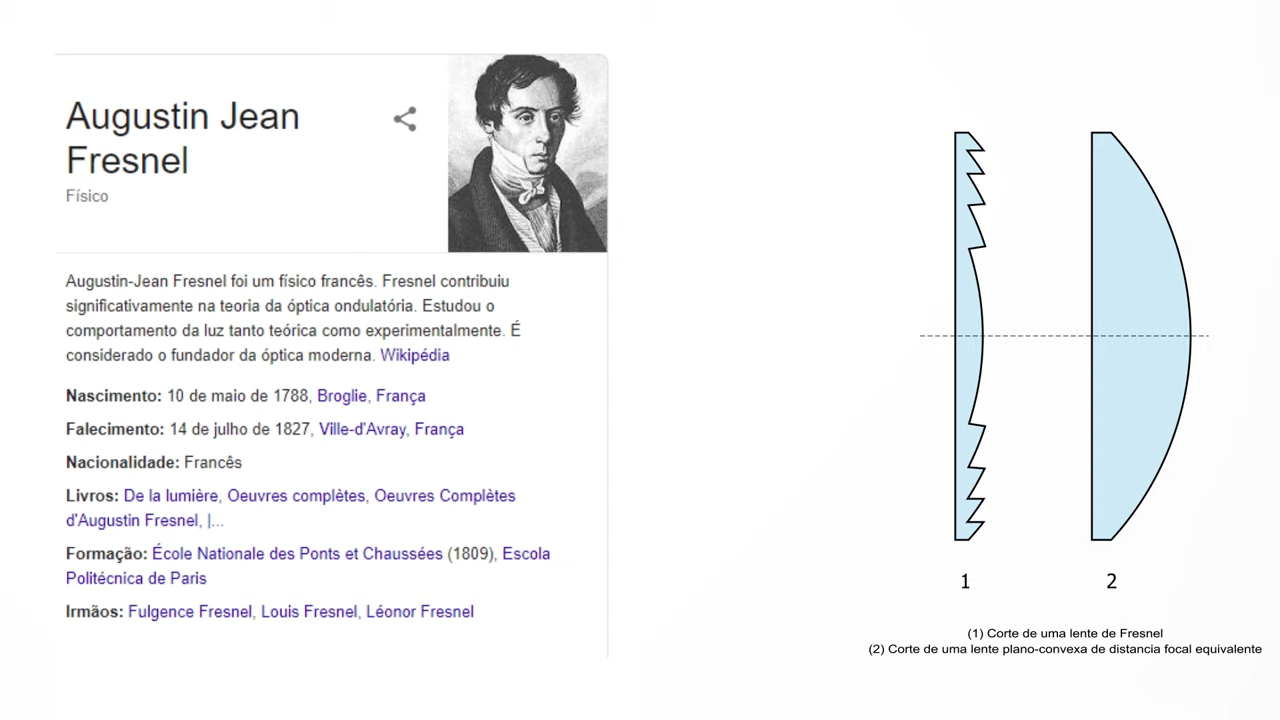 Augustin Jean
Fresnel
Físico
Augustin-Jean Fresnel foi um físico francês. Fresnel contribuiu
significativamente na teoria da óptica ondulatória. Estudou o
comportamento da luz tanto teórica como experimentalmente. É
considerado o fundador da óptica moderna. Wikipédia
Nascimento: 10 de maio de 1788, Broglie, França
Falecimento: 14 de julho de 1827, Ville-d'Avray, França
Nacionalidade: Francês
Livros: De la lumière, Oeuvres complètes, Oeuvres Complètes
d'Augustin Fresnel, |...
Formação: École Nationale des Ponts et Chaussées (1809), Escola
Politécnica de Paris
Irmãos: Fulgence Fresnel, Louis Fresnel, Léonor Fresnel
1
2
(1) Corte de uma lente de Fresnel
(2) Corte de uma lente plano-convexa de distancia focal equivalente